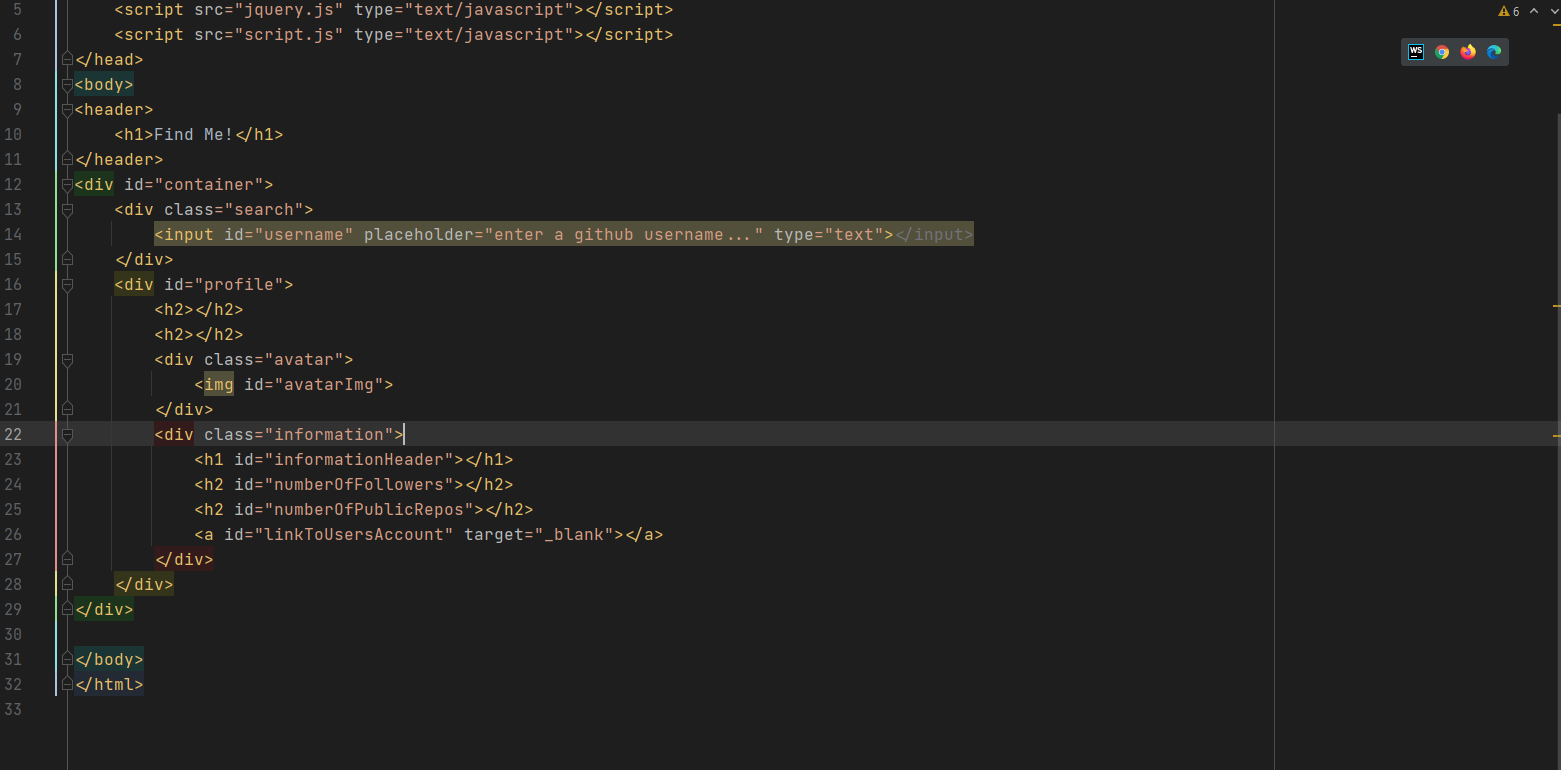 5 <script src="jquery.js" type="text/javascript"></script>
6 <script src="script.js" type="text/javascript"></script>
7 </head>
8 <body>
9 <header>
10 <h1>Find Me!</h1>
11 </header>
12 <div id="container">
13 <div class="search">
14 <input id="username" placeholder="enter a github username..." type="text"></input>
15 </div>
16 <div id="profile">
17 <h2></h2>
18 <h2></h2>
19 <div class="avatar">
20 <img id="avatarImg">
21 </div>
22 <div class="information">
23 <h1 id="informationHeader"></h1>
24 <h2 id="numberOfFollowers"></h2>
25 <h2 id="numberOfPublicRepos"></h2>
26 <a id="linkToUsersAccount" target="_blank"></a>
27 </div>
28 </div>
29 </div>
30
31 </body>
32 </html>
33
6
WS